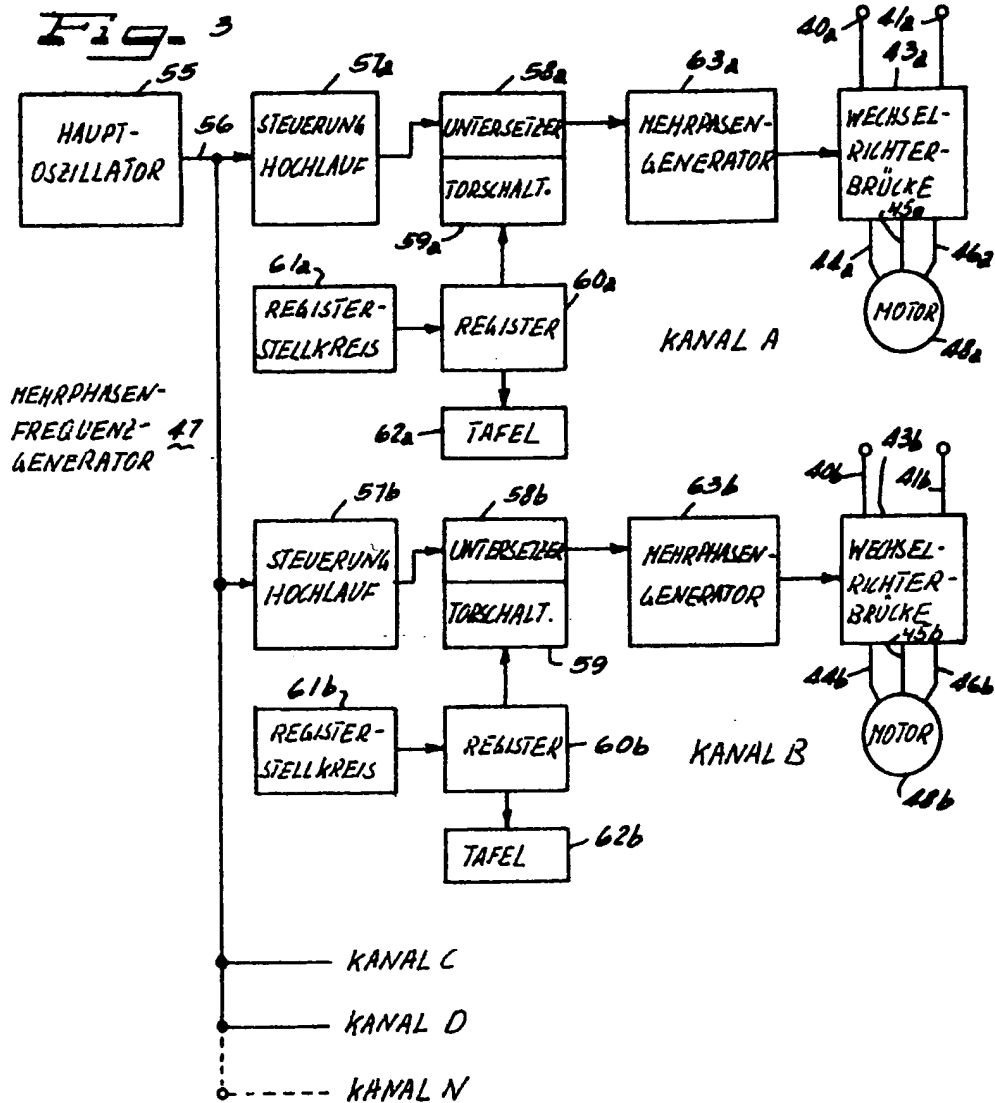 Fig. 3
55
HAUPT-
OSZILLATOR
56
57a
STEUERUNG
HOCHLAUF
58a
UNTERSETZER
TORSCHALT.
59a
63a
MEHRPASEN-
GENERATOR
40a
41a
43a
WECHSEL-
RICHTER-
BRÜCKE
45a
44a
46a
MOTOR
48a
61a
REGISTER-
STELLKREIS
60a
REGISTER
KANAL A
62a
TAFEL
MEHRPHASEN-
FREQUENZ-
GENERATOR
47
57b
STEUERUNG
HOCHLAUF
58b
UNTERSETZER
TORSCHALT.
59
63b
MEHRPHASEN-
GENERATOR
40b
43b
41b
WECHSEL-
RICHTER-
BRÜCKE
45b
44b
46b
MOTOR
48b
61b
REGISTER-
STELLKREIS
REGISTER
60b
KANAL B
TAFEL
62b
KANAL C
KANAL D
KANAL N